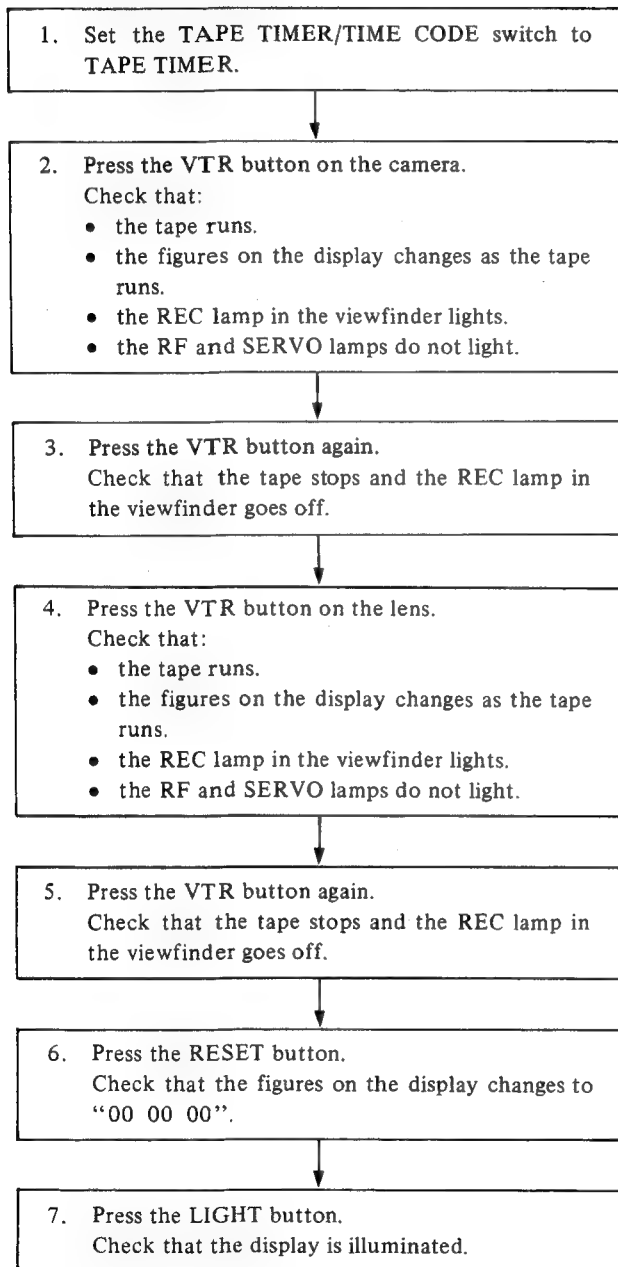 1. Set the TAPE TIMER/TIME CODE switch to
TAPE TIMER.
2. Press the VTR button on the camera.
Check that:
• the tape runs.
• the figures on the display changes as the tape
runs.
• the REC lamp in the viewfinder lights.
• the RF and SERVO lamps do not light.
3. Press the VTR button again.
Check that the tape stops and the REC lamp in
the viewfinder goes off.
4. Press the VTR button on the lens.
Check that:
• the tape runs.
• the figures on the display changes as the tape
runs.
• the REC lamp in the viewfinder lights.
• the RF and SERVO lamps do not light.
5. Press the VTR button again.
Check that the tape stops and the REC lamp in
the viewfinder goes off.
6. Press the RESET button.
Check that the figures on the display changes to
“00 00 00”.
7. Press the LIGHT button.
Check that the display is illuminated.